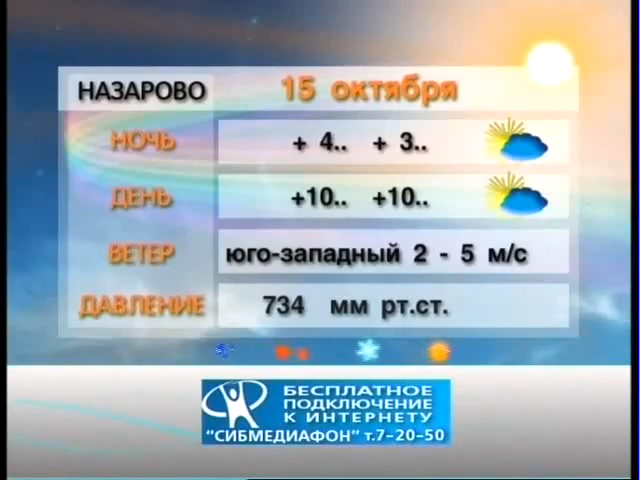 НАЗАРОВО 15 октября
НОЧЬ + 4.. + 3..
ДЕНЬ +10.. +10..
ВЕТЕР юго-западный 2 - 5 м/с
ДАВЛЕНИЕ 734 мм рт.ст.
БЕСПЛАТНОЕ
ПОДКЛЮЧЕНИЕ
К ИНТЕРНЕТУ
"СИБМЕДИАФОН" т.7-20-50